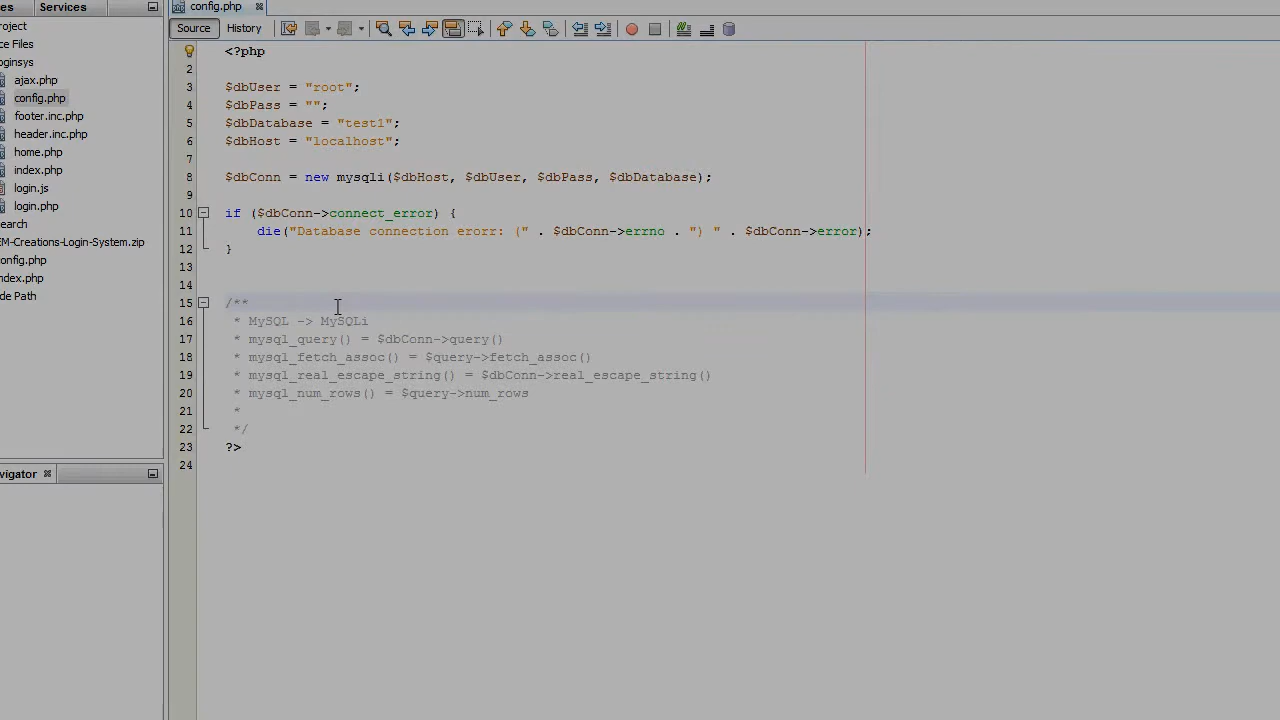 es Services
config.php
roject
Source History
ce Files
oginsys
ajax.php
config.php
footer.inc.php
header.inc.php
home.php
index.php
login.js
login.php
earch
EM-Creations-Login-System.zip
onfig.php
ndex.php
de Path
vigator
<?php
2
3 $dbUser = "root";
4 $dbPass = "";
5 $dbDatabase = "test1";
6 $dbHost = "localhost";
7
8 $dbConn = new mysqli($dbHost, $dbUser, $dbPass, $dbDatabase);
9
10 if ($dbConn->connect_error) {
11 die("Database connection erorr: (" . $dbConn->errno . ") " . $dbConn->error);
12 }
13
14
15 /**
16 * MySQL -> MySQLi
17 * mysql_query() = $dbConn->query()
18 * mysql_fetch_assoc() = $query->fetch_assoc()
19 * mysql_real_escape_string() = $dbConn->real_escape_string()
20 * mysql_num_rows() = $query->num_rows
21 *
22 */
23 ?>
24